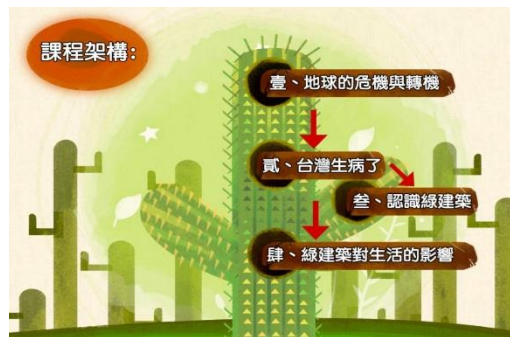 課程架構:
壹、地球的危機與轉機
貳、台灣生病了
叁、認識綠建築
肆、綠建築對生活的影響